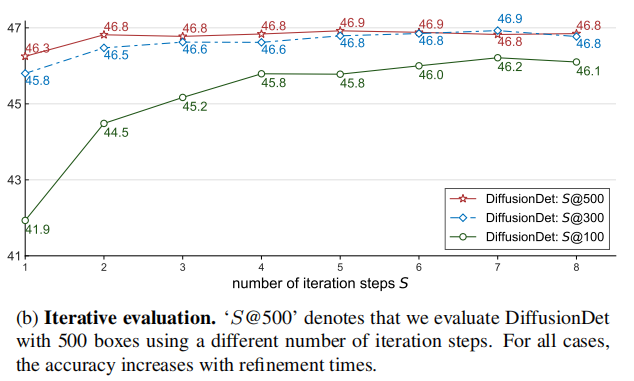 47
45
43
41
46.3 46.8 46.8 46.8 46.9 46.9 46.8 46.8
45.8 46.5 46.6 46.6 46.8 46.8 46.9 46.8
41.9 44.5 45.2 45.8 45.8 46.0 46.2 46.1
DiffusionDet: S@500
DiffusionDet: S@300
DiffusionDet: S@100
1 2 3 4 5 6 7 8
number of iteration steps S
(b) Iterative evaluation. ‘S@500’ denotes that we evaluate DiffusionDet
with 500 boxes using a different number of iteration steps. For all cases,
the accuracy increases with refinement times.